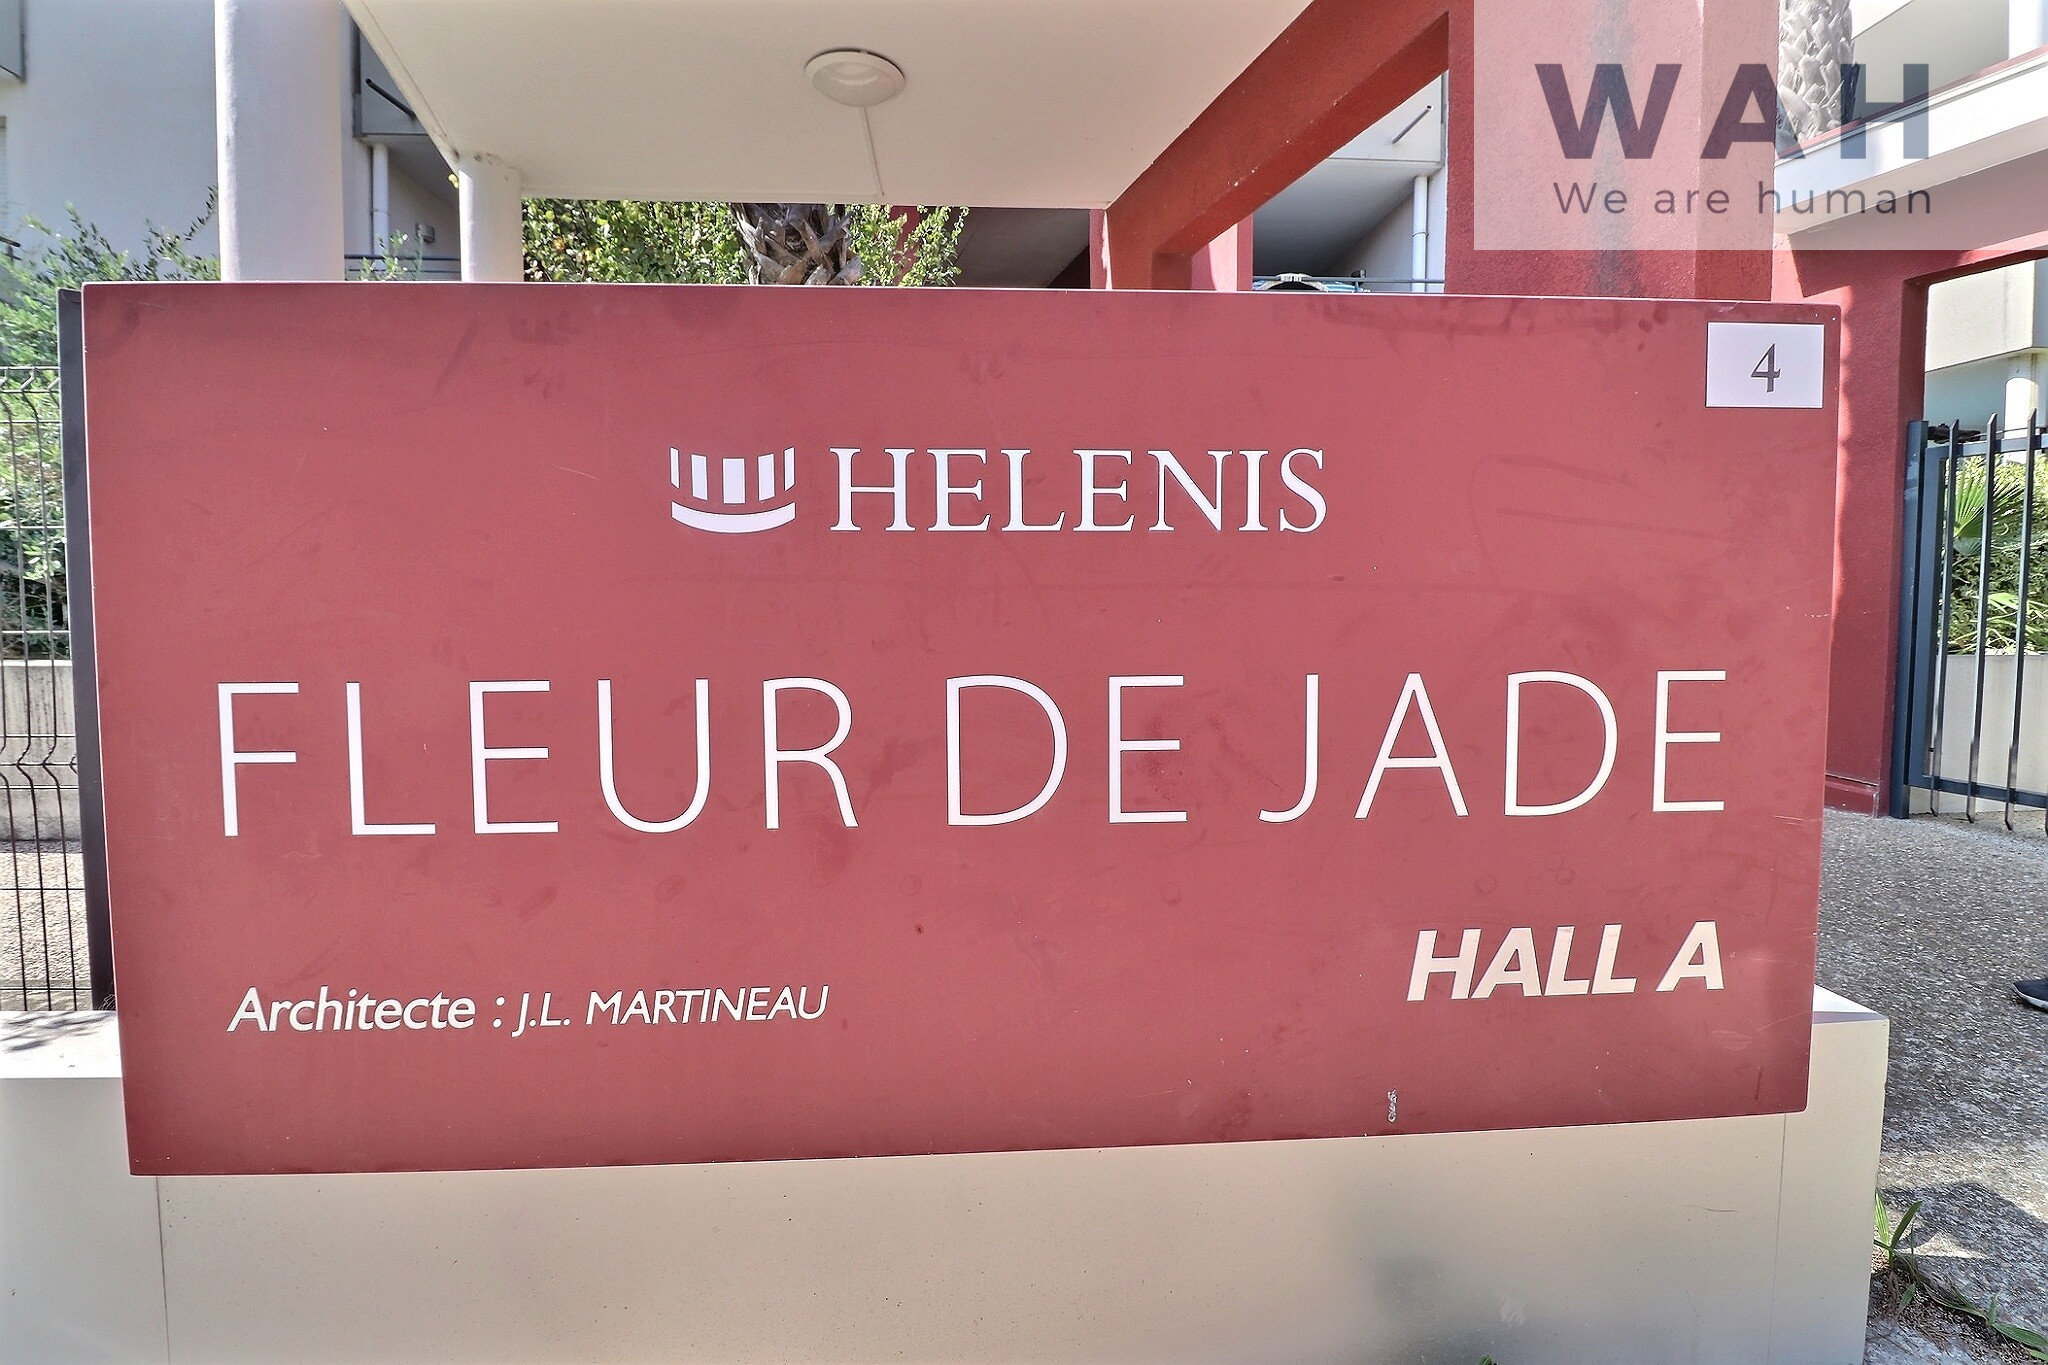 WAH
We are human
4
HELENIS
FLEUR DE JADE
HALL A
Architecte : J.L. MARTINEAU